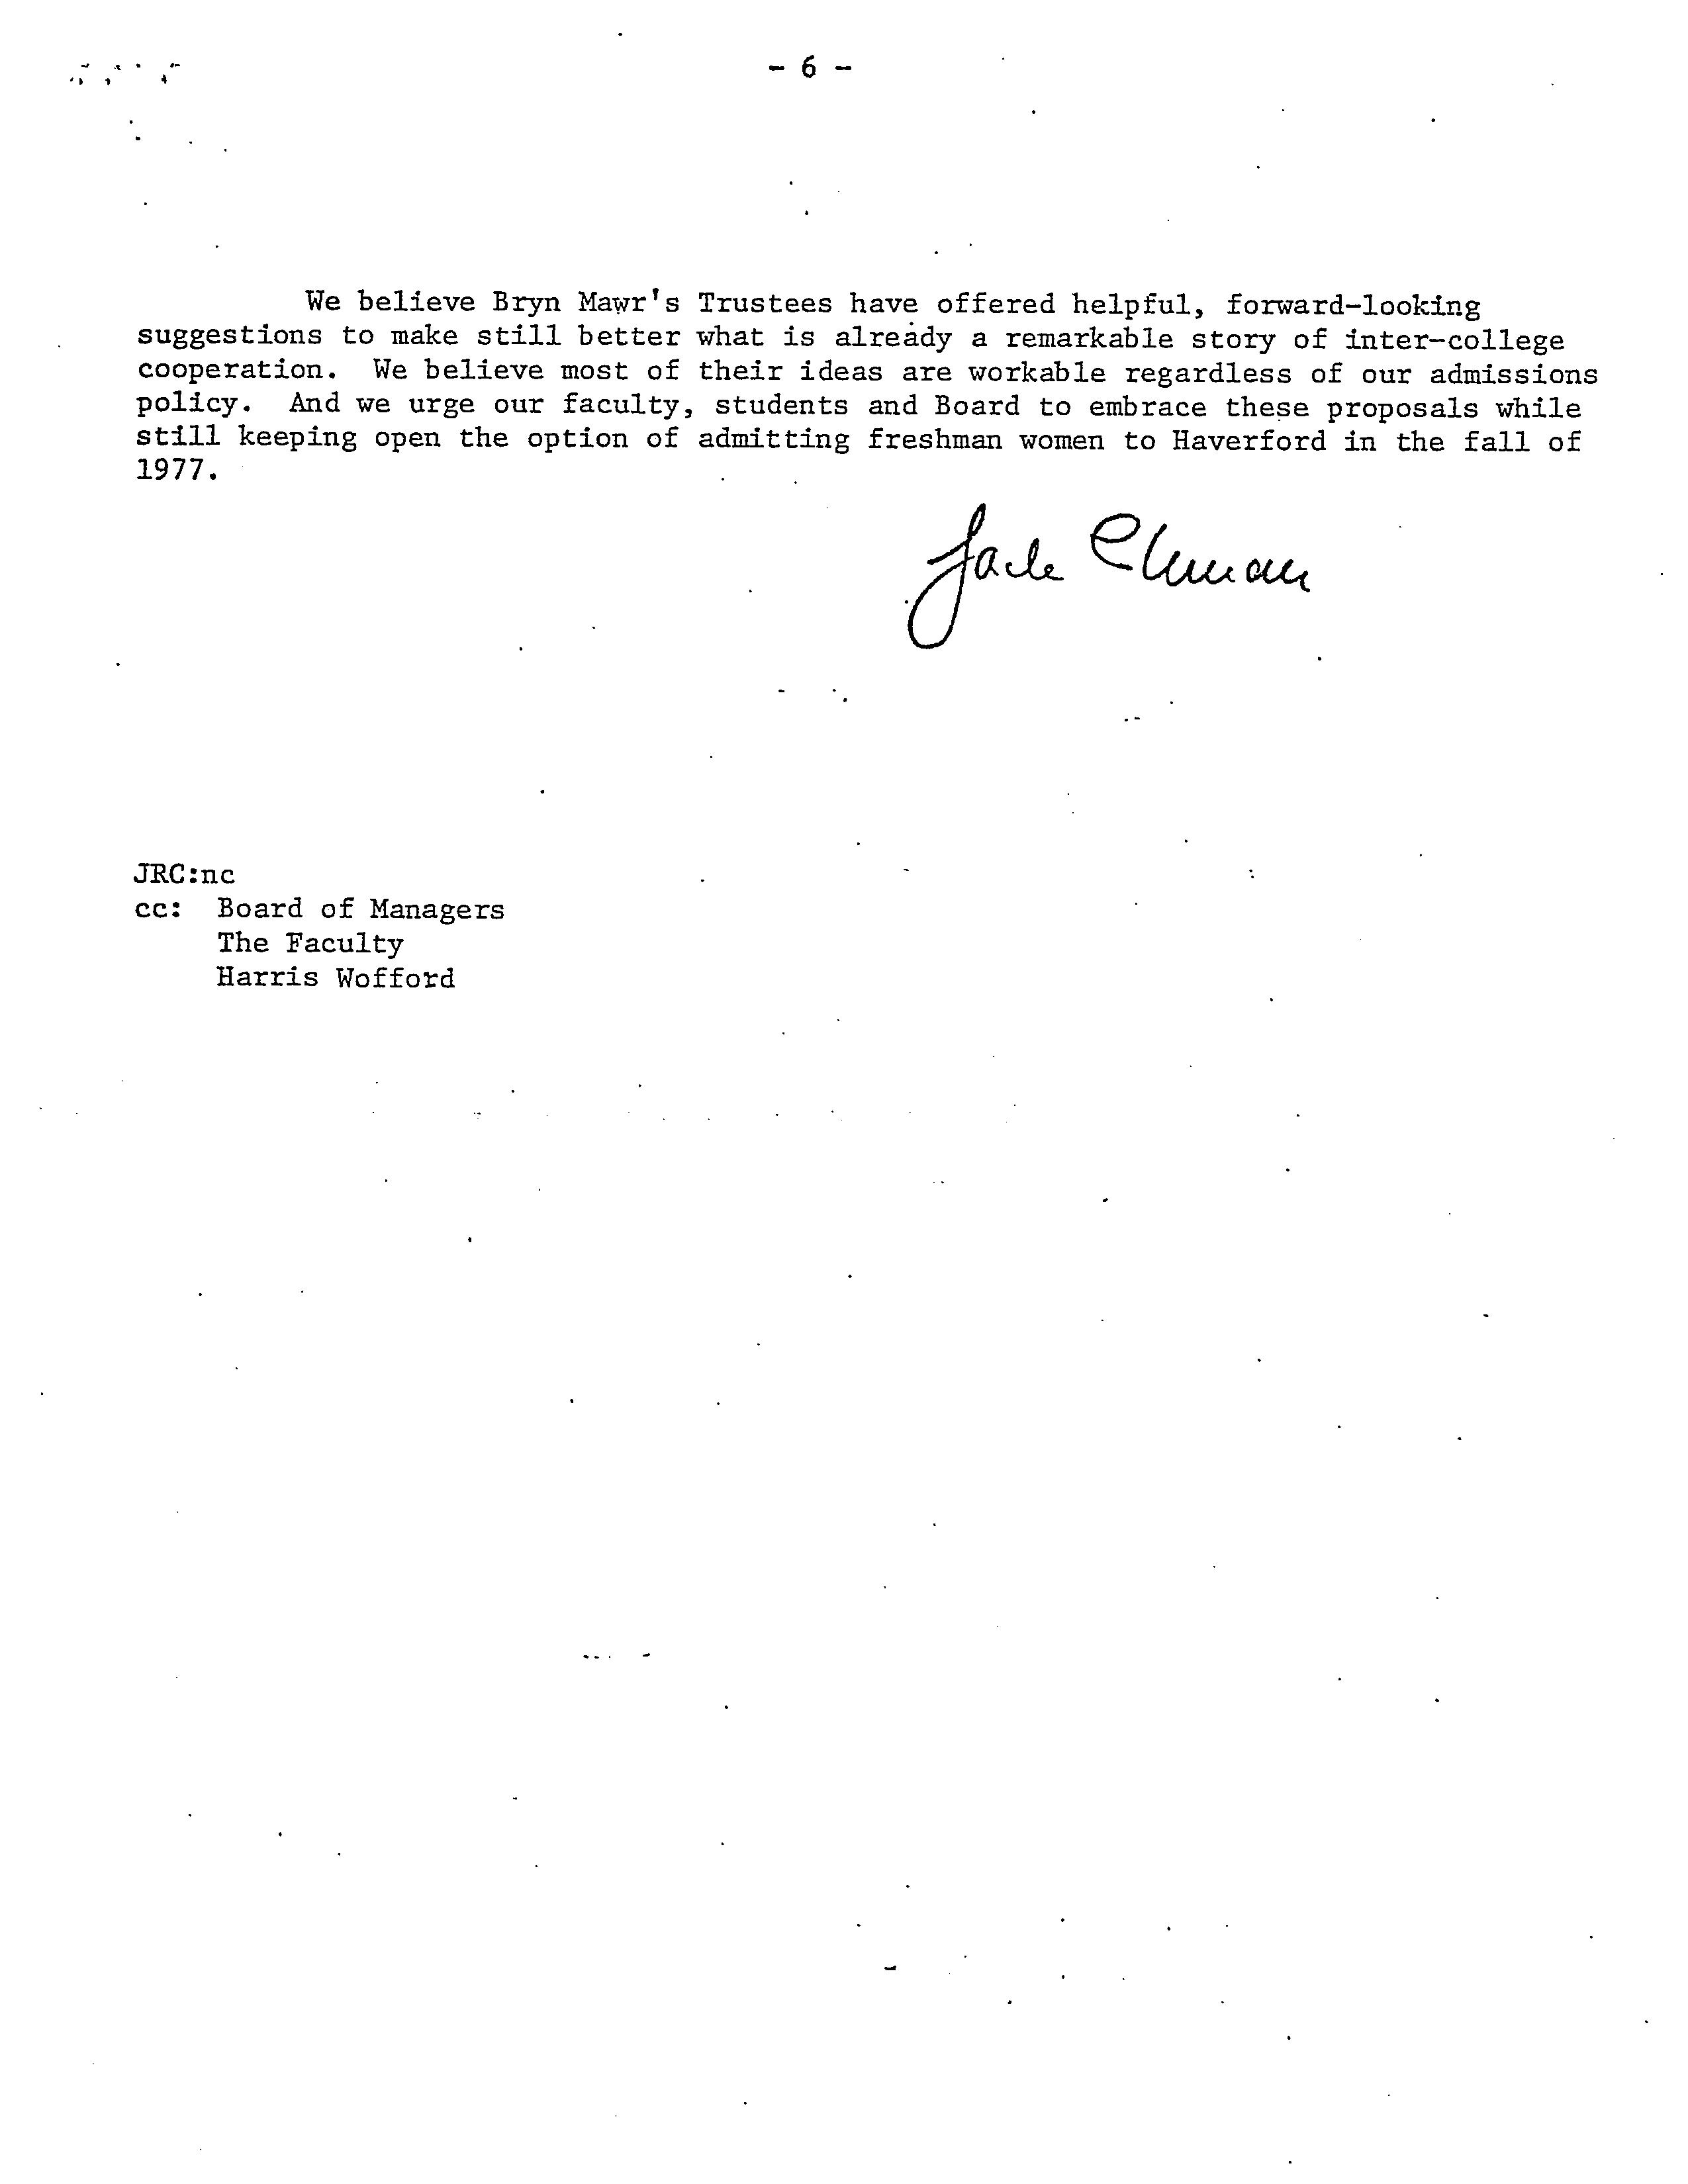 - 6 -
We believe Bryn Mawr's Trustees have offered helpful, forward-looking
suggestions to make still better what is already a remarkable story of inter-college
cooperation. We believe most of their ideas are workable regardless of our admissions
policy. And we urge our faculty, students and Board to embrace these proposals while
still keeping open the option of admitting freshman women to Haverford in the fall of
1977.
Jack
JRC:nc
cc: Board of Managers
The Faculty
Harris Wofford